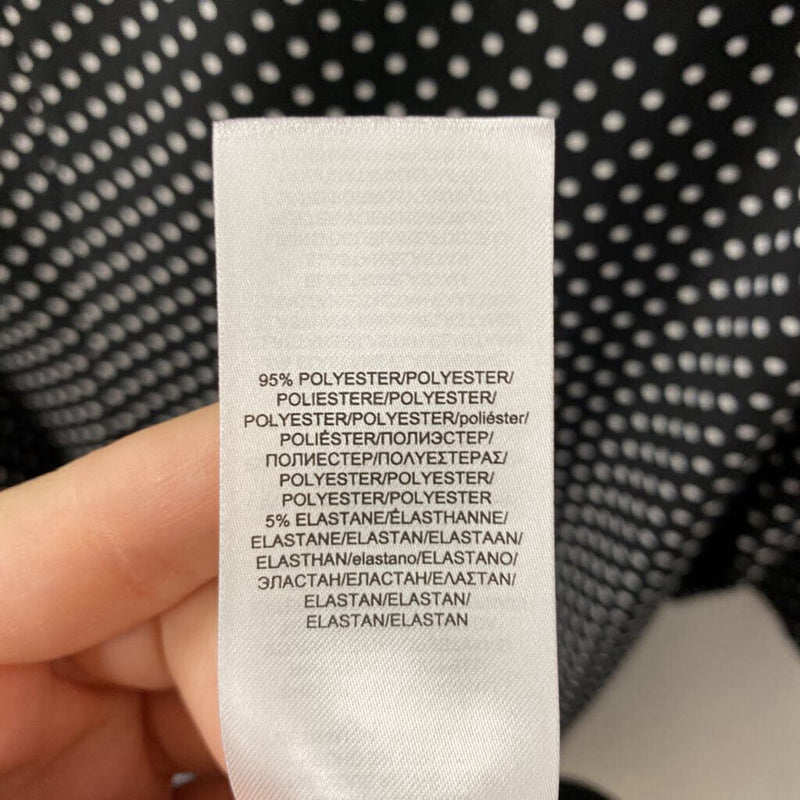 95% POLYESTER/POLYESTER/
POLIESTERE/POLYESTER/
POLYESTER/POLYESTER/poliéster/
POLIÉSTER/ПОЛИЭСТЕР/
ПОЛИЕСТЕР/ΠΟΛΥΕΣΤΕΡΑΣ/
POLYESTER/POLYESTER/
POLYESTER/POLYESTER
5% ELASTANE/ÉLASTHANNE/
ELASTANE/ELASTAN/ELASTAAN/
ELASTHAN/elastano/ELASTANO/
ЭЛАСТАН/ЕЛАСТАН/ΕΛΑΣΤΑΝ/
ELASTAN/ELASTAN/
ELASTAN/ELASTAN